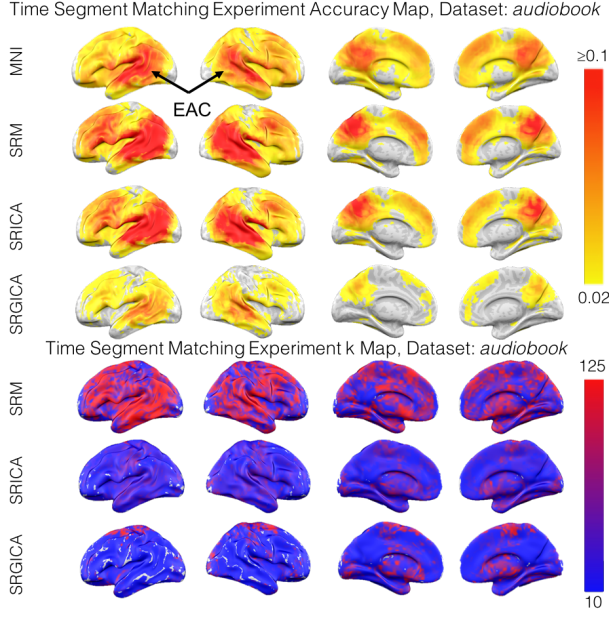 Time Segment Matching Experiment Accuracy Map, Dataset: audiobook
MNI
EAC
SRM
SRICA
SRGICA
≥0.1
0.02
Time Segment Matching Experiment k Map, Dataset: audiobook
SRM
SRICA
SRGICA
125
10